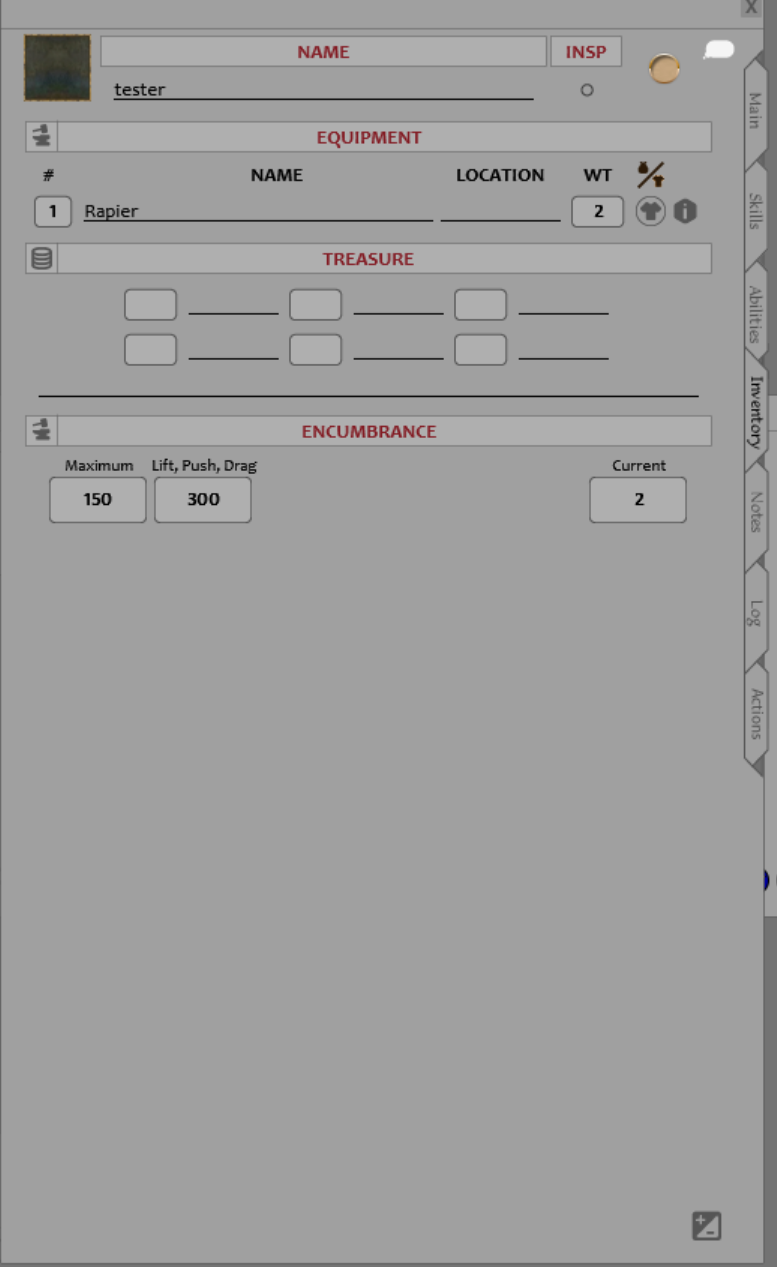 X
NAME INSP
tester
EQUIPMENT
# NAME LOCATION WT
1 Rapier 2
TREASURE
ENCUMBRANCE
Maximum Lift, Push, Drag Current
150 300 2
Main
Skills
Abilities
Inventory
Notes
Log
Actions